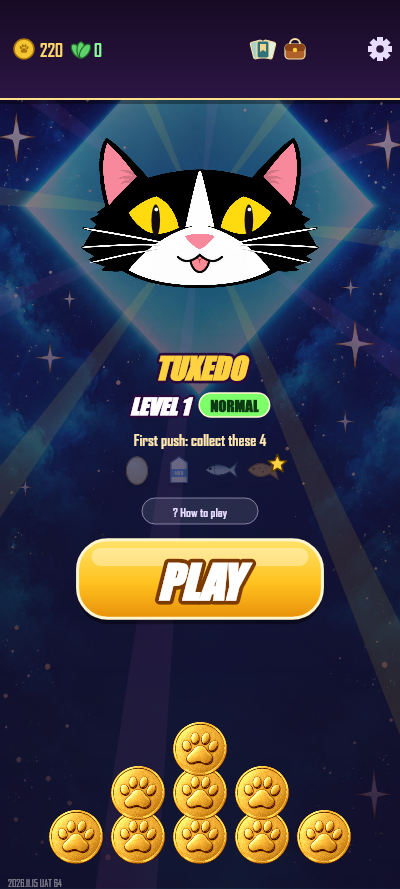 220
0
TUXEDO
LEVEL 1 NORMAL
First push: collect these 4
? How to play
PLAY
2026.11.15 UAT 64